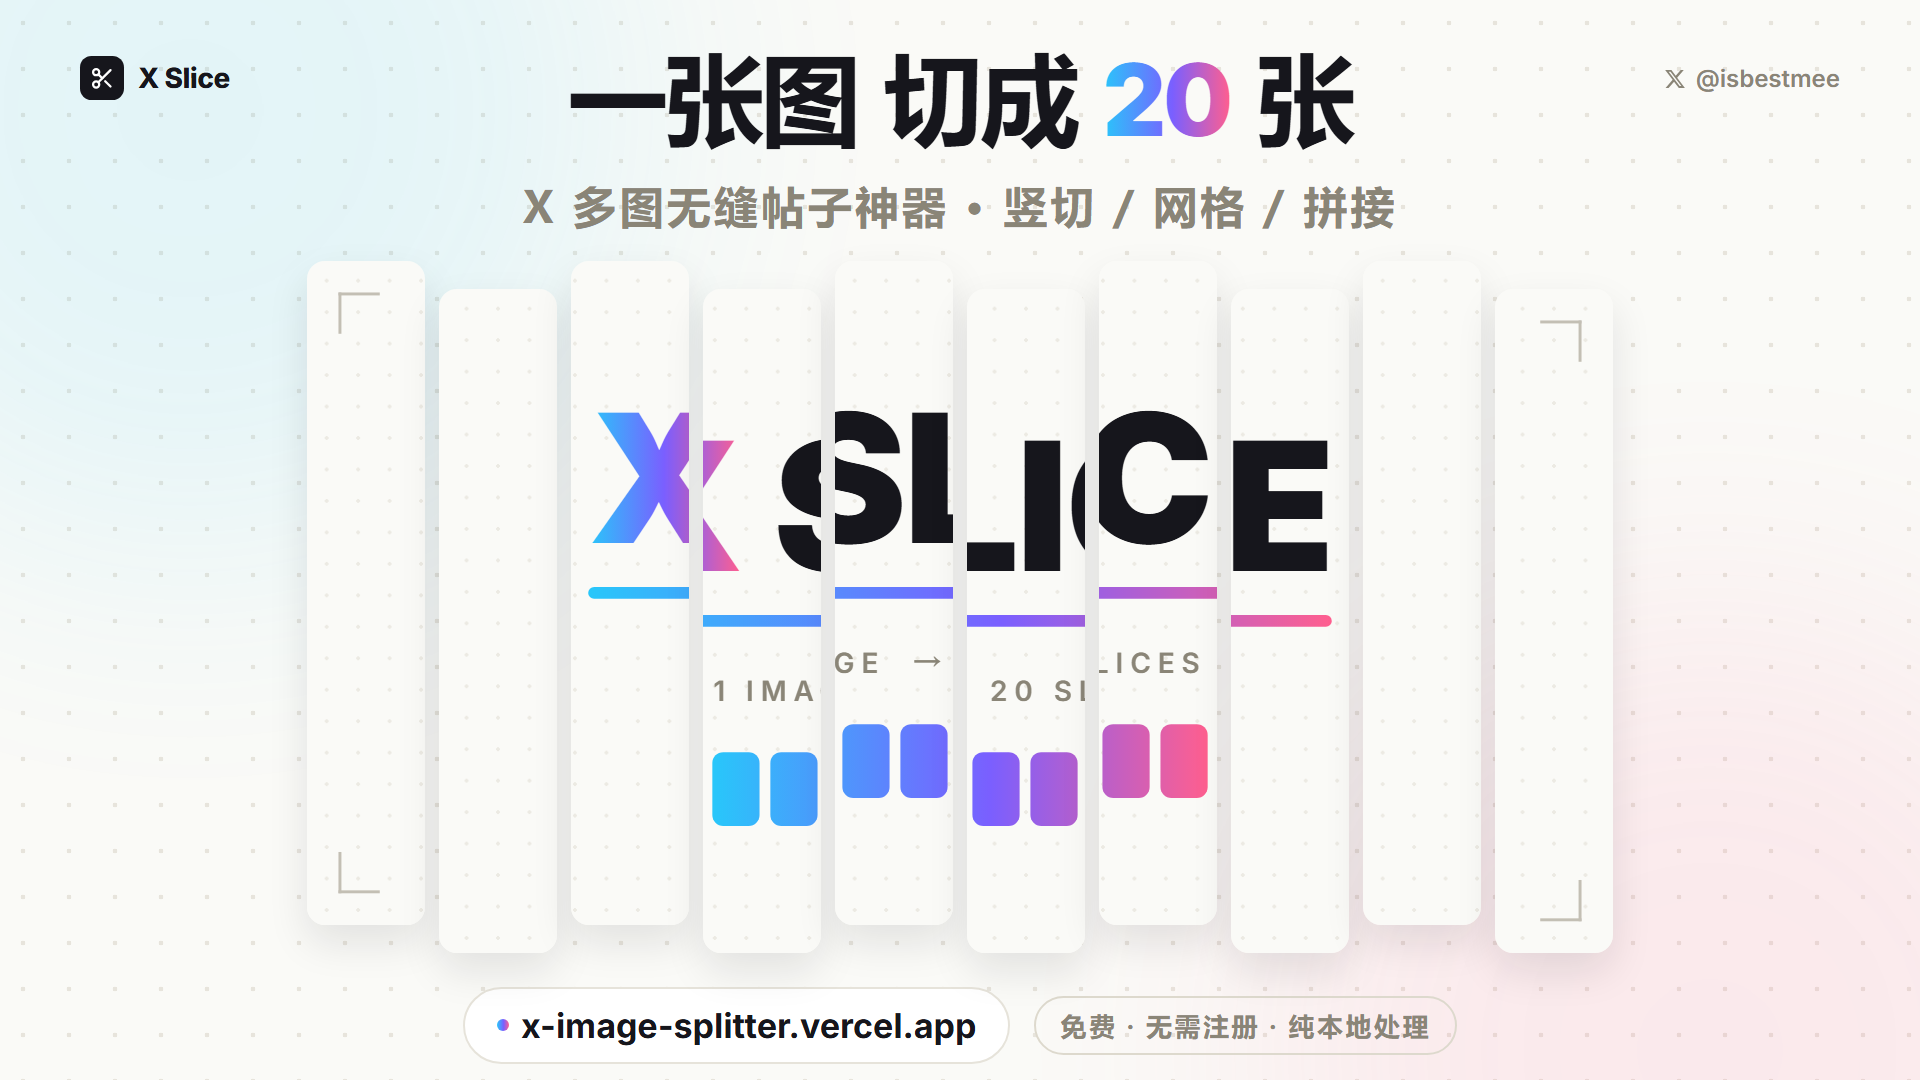 X Slice
一张图 切成 20 张
@isbestmee
X 多图无缝帖子神器 • 竖切 / 网格 / 拼接
X SLICE
1 IMAGE → 20 SLICES
x-image-splitter.vercel.app
免费 · 无需注册 · 纯本地处理